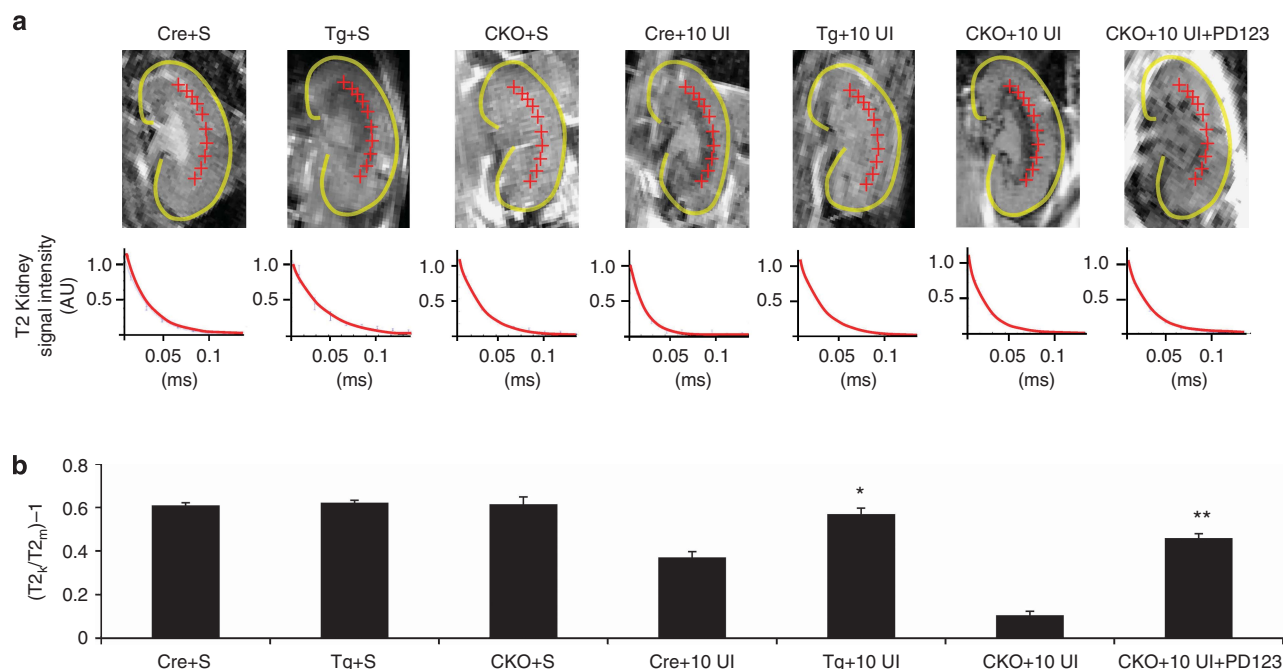 a
Cre+S Tg+S CKO+S Cre+10 UI Tg+10 UI CKO+10 UI CKO+10 UI+PD123
T2 Kidney
signal intensity
(AU)
1.0 1.0 1.0 1.0 1.0 1.0 1.0
0.5 0.5 0.5 0.5 0.5 0.5 0.5
0.05 0.1 0.05 0.1 0.05 0.1 0.05 0.1 0.05 0.1 0.05 0.1 0.05 0.1
(ms) (ms) (ms) (ms) (ms) (ms) (ms)
b
(T2k/T2m)–1
0.8
0.6
0.4
0.2
0
* **
Cre+S Tg+S CKO+S Cre+10 UI Tg+10 UI CKO+10 UI CKO+10 UI+PD123